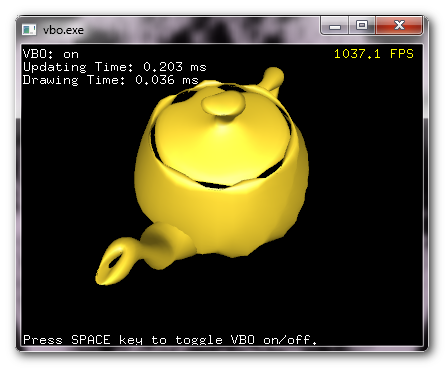 vbo.exe
VBO: on
1037.1 FPS
Updating Time: 0.203 ms
Drawing Time: 0.036 ms
Press SPACE key to toggle VBO on/off.